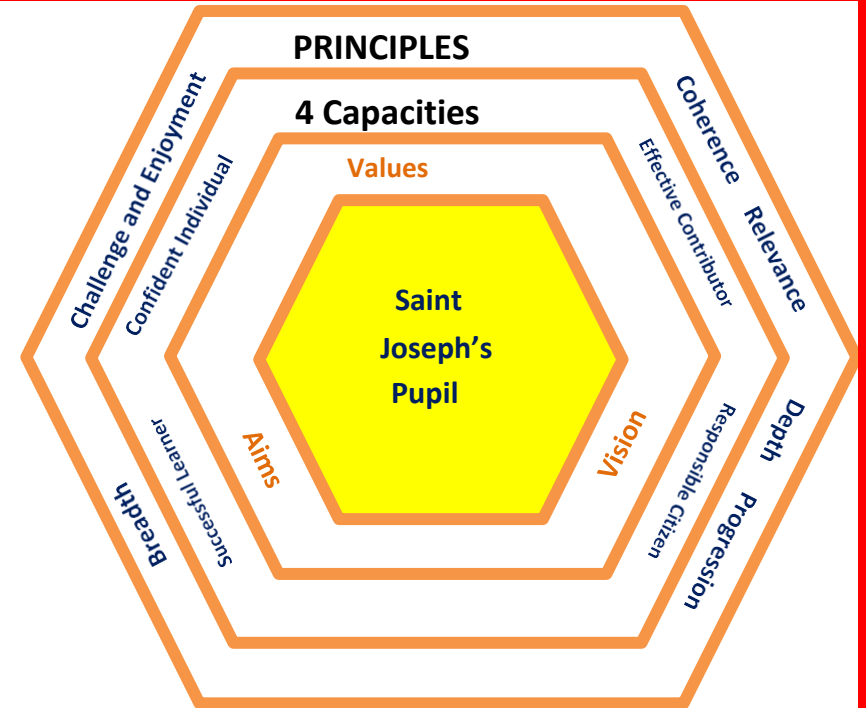 PRINCIPLES
4 Capacities
Values
Challenge and Enjoyment
Confident Individual
Coherence
Relevance
Effective Contributor
Saint
Joseph’s
Pupil
Aims
Vision
Successful Learner
Breadth
Responsible Citizen
Depth
Progression